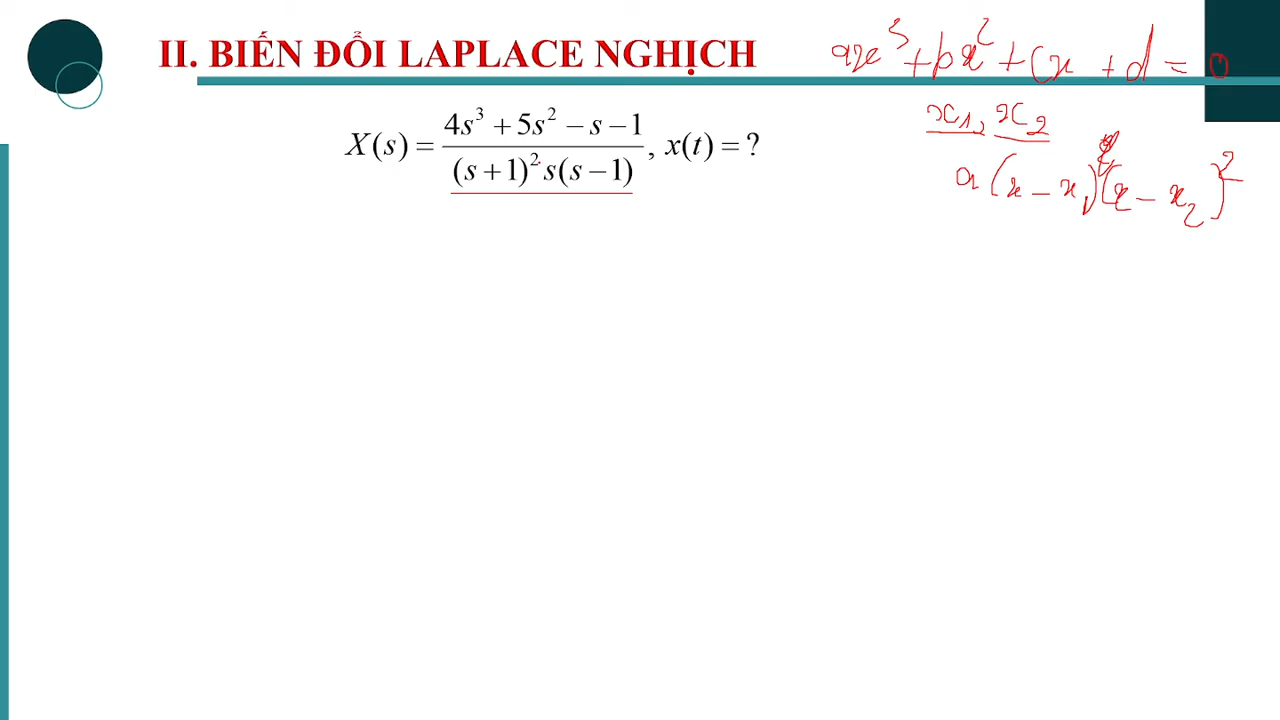 II. BIẾN ĐỔI LAPLACE NGHỊCH
ax³ + bx² + cx + d = 0
x₁, x₂
a(x - x₁)(x - x₂)²
X(s) = (4s³ + 5s² - s - 1) / ((s + 1)² s(s - 1)), x(t) = ?